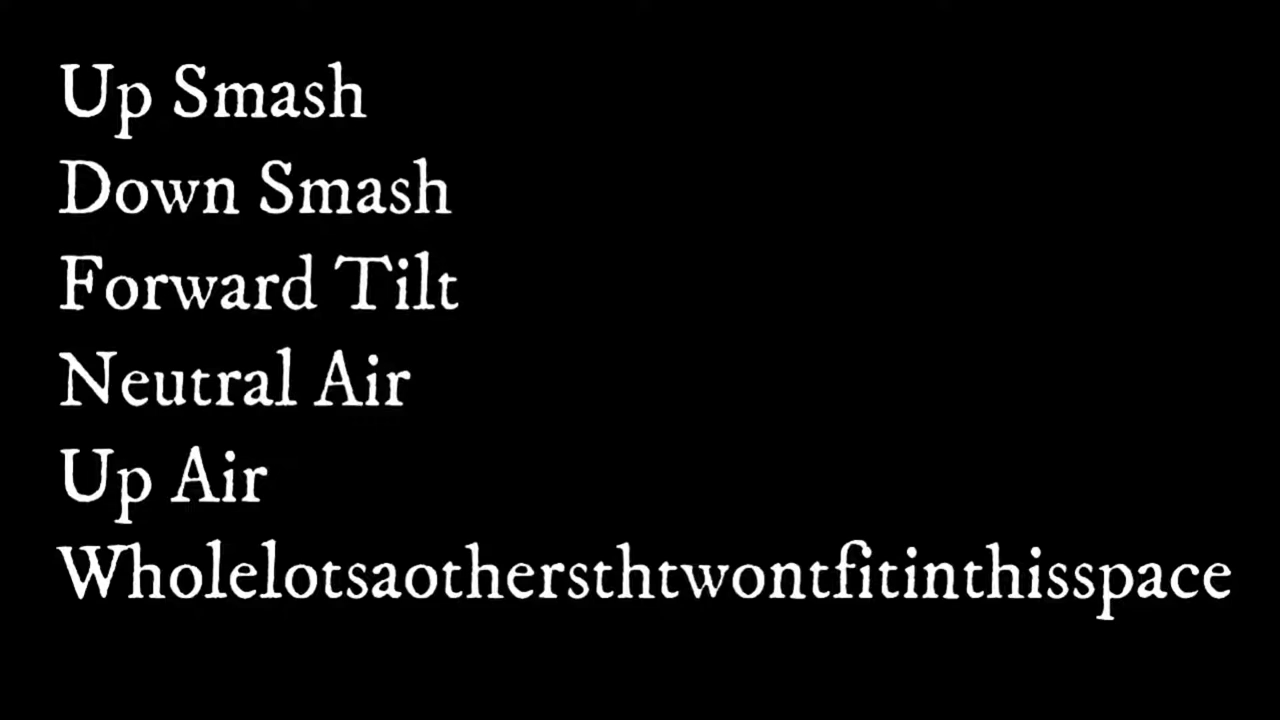 Up Smash
Down Smash
Forward Tilt
Neutral Air
Up Air
Wholelotsaothersthtwontfitinthisspace